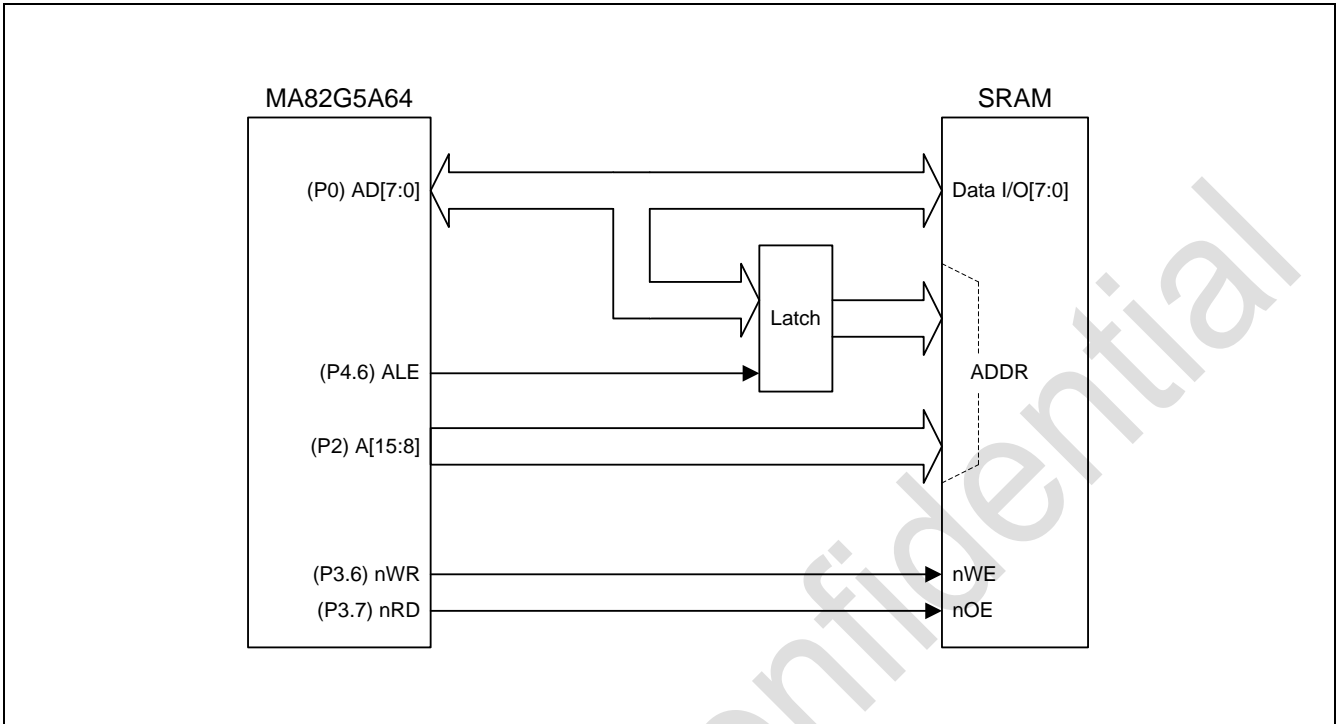 MA82G5A64
SRAM
(P0) AD[7:0]
Data I/O[7:0]
Latch
(P4.6) ALE
ADDR
(P2) A[15:8]
(P3.6) nWR
nWE
(P3.7) nRD
nOE
nfidential